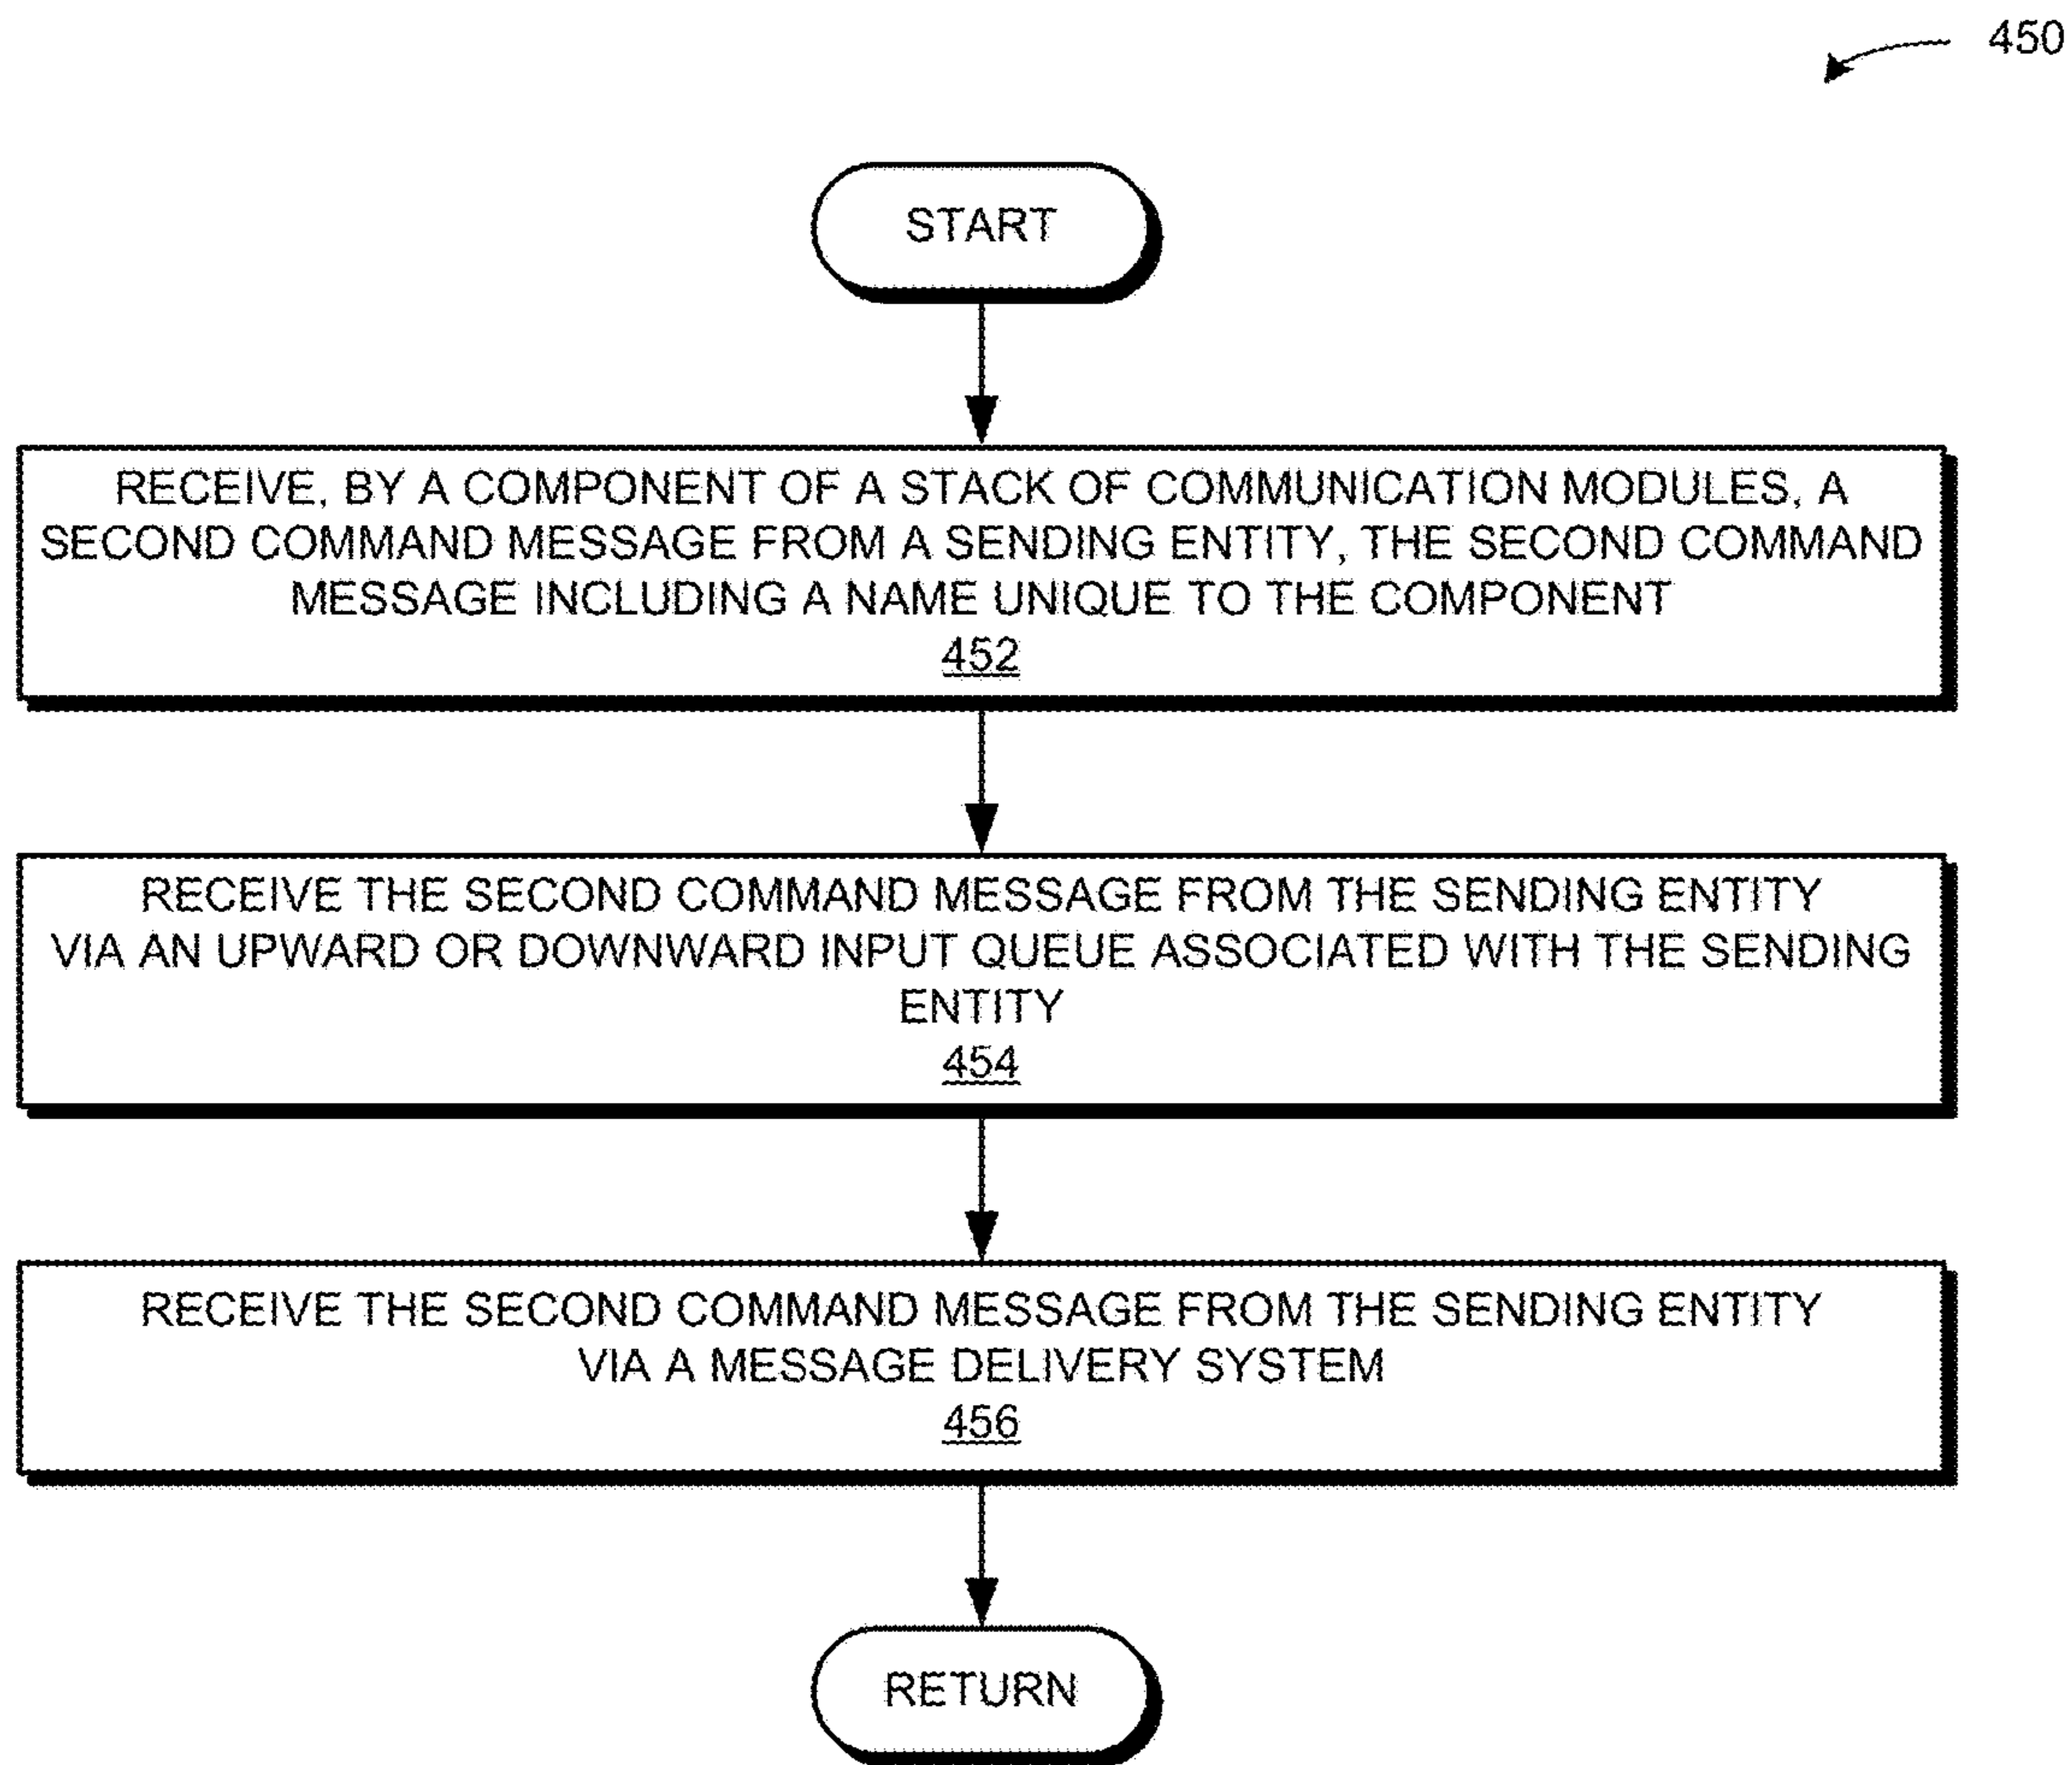 450
START
RECEIVE, BY A COMPONENT OF A STACK OF COMMUNICATION MODULES, A
SECOND COMMAND MESSAGE FROM A SENDING ENTITY, THE SECOND COMMAND
MESSAGE INCLUDING A NAME UNIQUE TO THE COMPONENT
452
RECEIVE THE SECOND COMMAND MESSAGE FROM THE SENDING ENTITY
VIA AN UPWARD OR DOWNWARD INPUT QUEUE ASSOCIATED WITH THE SENDING
ENTITY
454
RECEIVE THE SECOND COMMAND MESSAGE FROM THE SENDING ENTITY
VIA A MESSAGE DELIVERY SYSTEM
456
RETURN